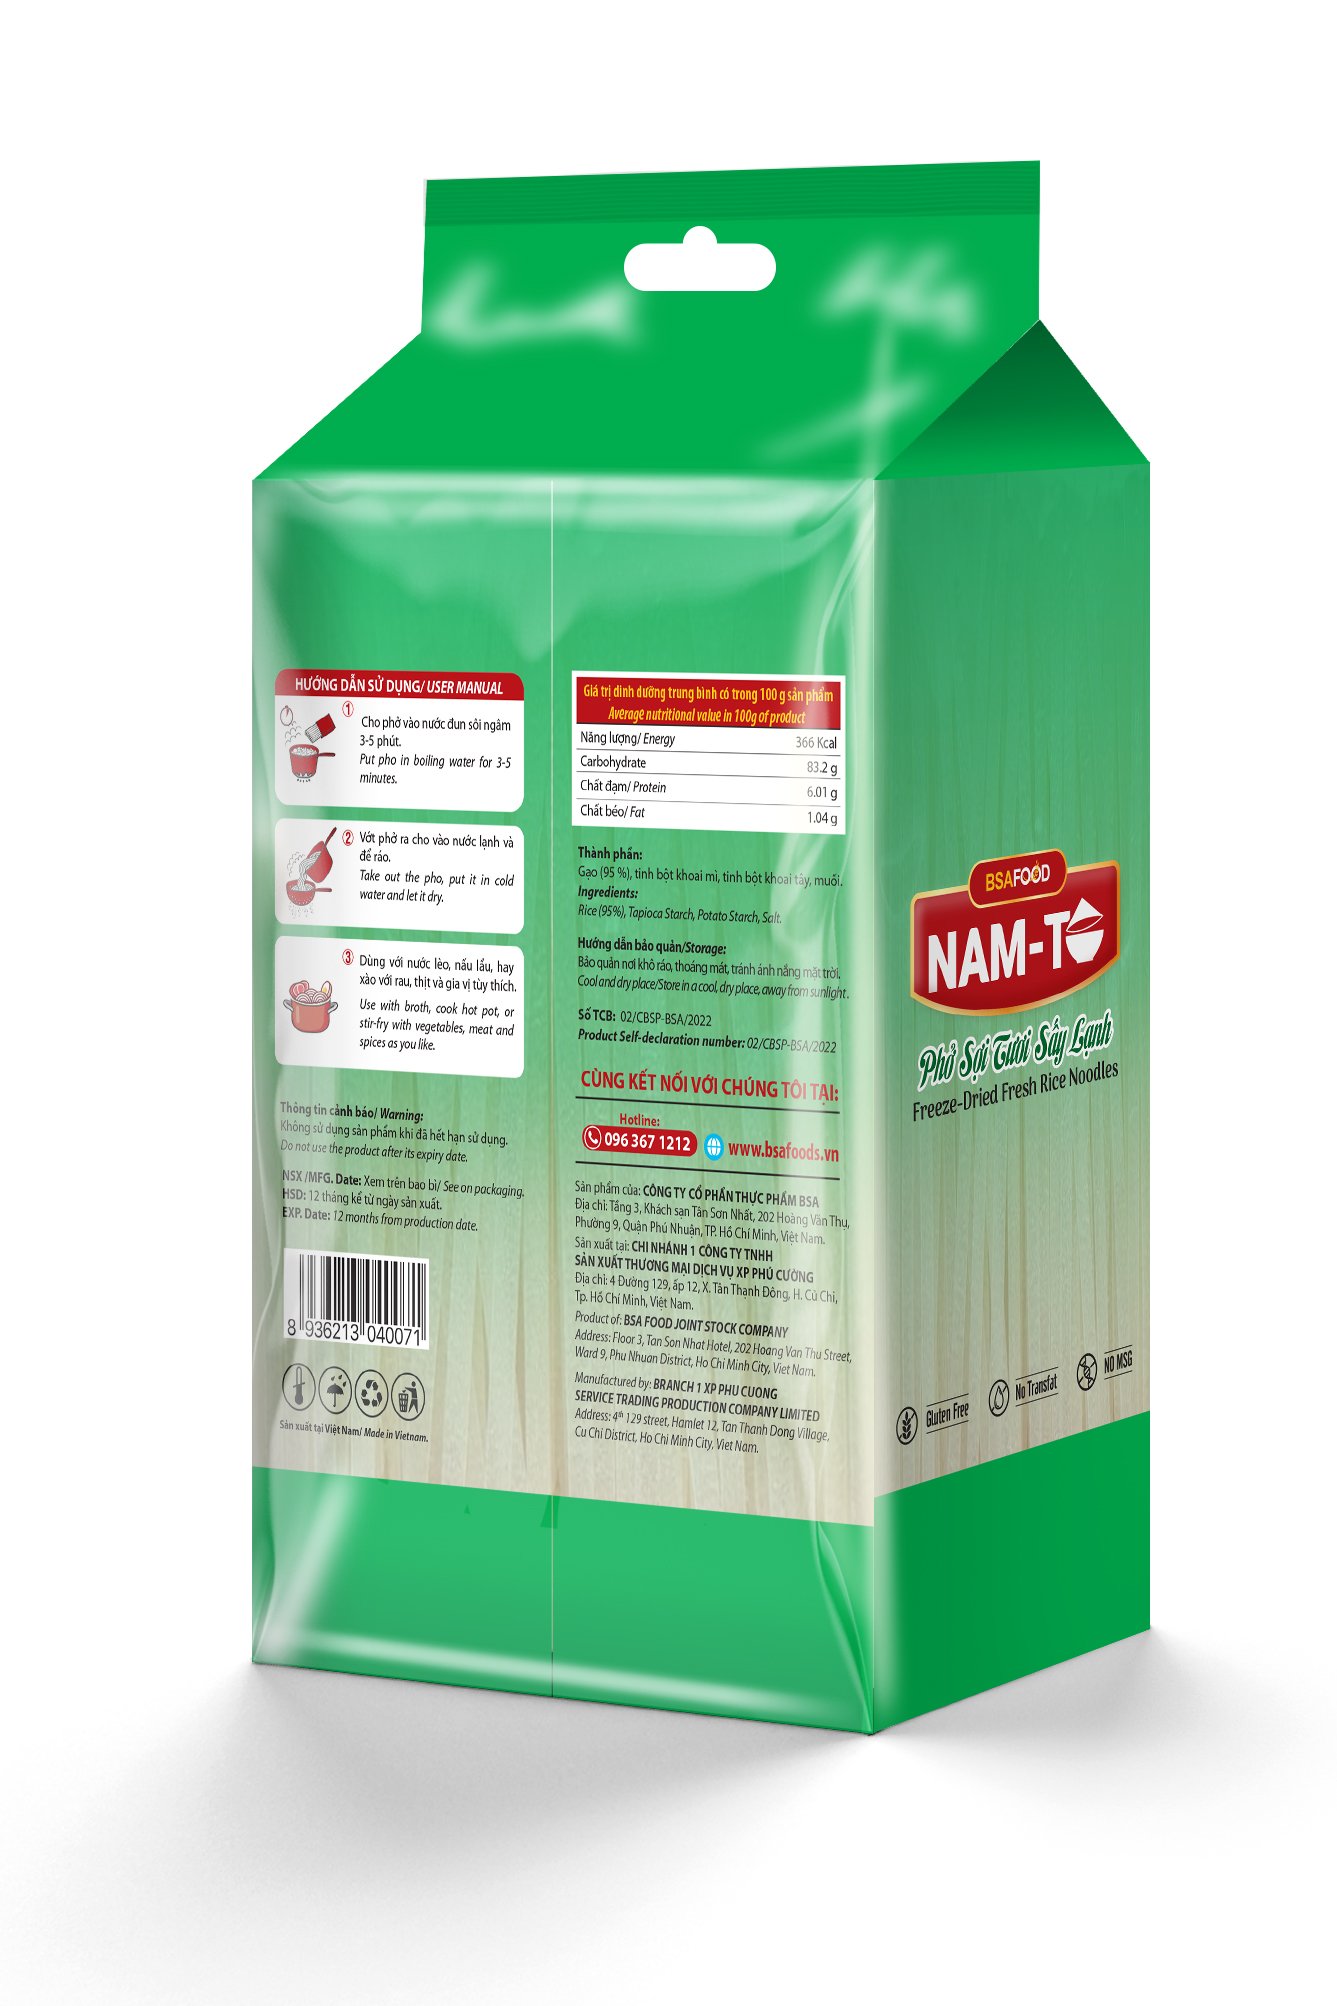 HƯỚNG DẪN SỬ DỤNG/ USER MANUAL
1
Cho phở vào nước đun sôi ngâm
3-5 phút.
Put pho in boiling water for 3-5
minutes.
2
Vớt phở ra cho vào nước lạnh và
để ráo.
Take out the pho, put it in cold
water and let it dry.
3
Dùng với nước lèo, nấu lẩu, hay
xào với rau, thịt và gia vị tùy thích.
Use with broth, cook hot pot, or
stir-fry with vegetables, meat and
spices as you like.
Thông tin cảnh báo/ Warning:
Không sử dụng sản phẩm khi đã hết hạn sử dụng.
Do not use the product after its expiry date.
NSX /MFG. Date: Xem trên bao bì/ See on packaging.
HSD: 12 tháng kể từ ngày sản xuất.
EXP. Date: 12 months from production date.
8 936213 040071
Sản xuất tại Việt Nam/ Made in Vietnam.
Giá trị dinh dưỡng trung bình có trong 100 g sản phẩm
Average nutritional value in 100g of product
Năng lượng/ Energy 366 Kcal
Carbohydrate 83.2 g
Chất đạm/ Protein 6.01 g
Chất béo/ Fat 1.04 g
Thành phần:
Gạo (95 %), tinh bột khoai mì, tinh bột khoai tây, muối.
Ingredients:
Rice (95%), Tapioca Starch, Potato Starch, Salt.
Hướng dẫn bảo quản/Storage:
Bảo quản nơi khô ráo, thoáng mát, tránh ánh nắng mặt trời.
Cool and dry place/Store in a cool, dry place, away from sunlight.
Số TCB: 02/CBSP-BSA/2022
Product Self-declaration number: 02/CBSP-BSA/2022
CÙNG KẾT NỐI VỚI CHÚNG TÔI TẠI:
Hotline:
096 367 1212 www.bsafoods.vn
Sản phẩm của: CÔNG TY CỔ PHẦN THỰC PHẨM BSA
Địa chỉ: Tầng 3, Khách sạn Tân Sơn Nhất, 202 Hoàng Văn Thụ,
Phường 9, Quận Phú Nhuận, TP. Hồ Chí Minh, Việt Nam.
Sản xuất tại: CHI NHÁNH 1 CÔNG TY TNHH
SẢN XUẤT THƯƠNG MẠI DỊCH VỤ XP PHÚ CƯỜNG
Địa chỉ: 4 Đường 129, ấp 12, X. Tân Thạnh Đông, H. Củ Chi,
Tp. Hồ Chí Minh, Việt Nam.
Product of: BSA FOOD JOINT STOCK COMPANY
Address: Floor 3, Tan Son Nhat Hotel, 202 Hoang Van Thu Street,
Ward 9, Phu Nhuan District, Ho Chi Minh City, Viet Nam.
Manufactured by: BRANCH 1 XP PHU CUONG
SERVICE TRADING PRODUCTION COMPANY LIMITED
Address: 4th 129 street, Hamlet 12, Tan Thanh Dong Village,
Cu Chi District, Ho Chi Minh City, Viet Nam.
BSAFOOD
NAM-TÔ
Phở Sợi Tươi Sấy Lạnh
Freeze-Dried Fresh Rice Noodles
Gluten Free
No Transfat
NO MSG